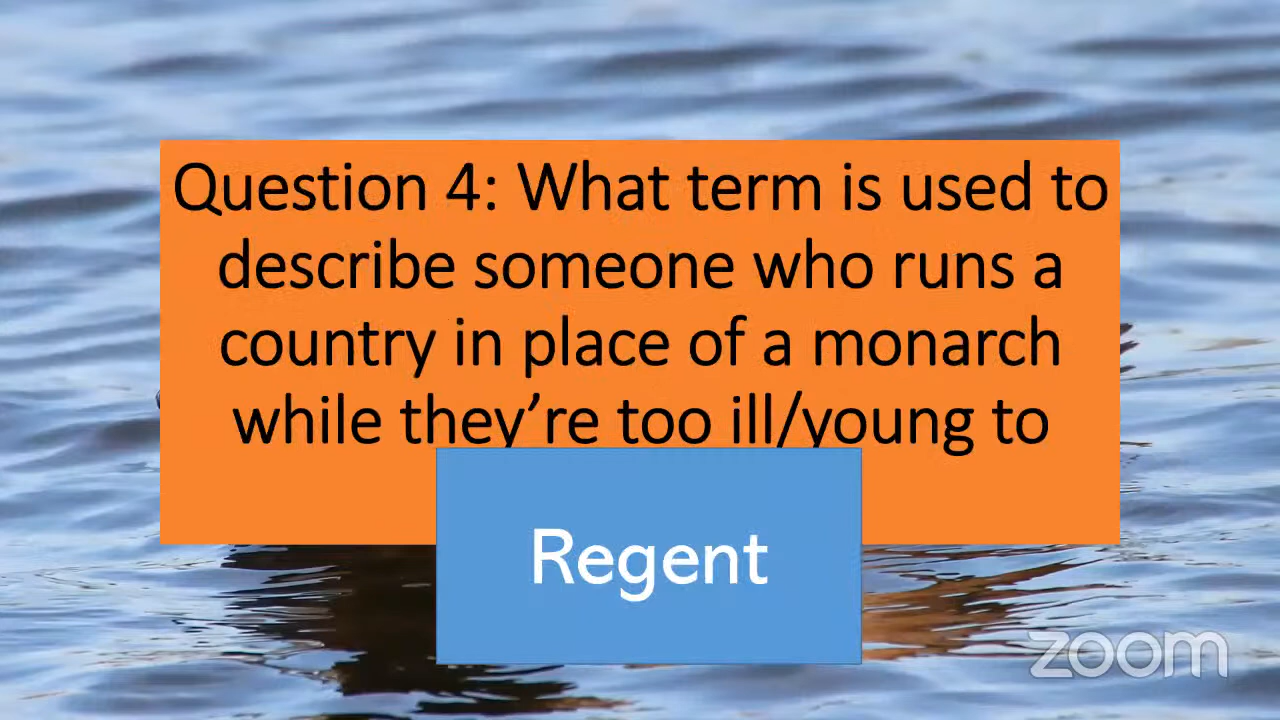 Question 4: What term is used to
describe someone who runs a
country in place of a monarch
while they’re too ill/young to
Regent
zoom